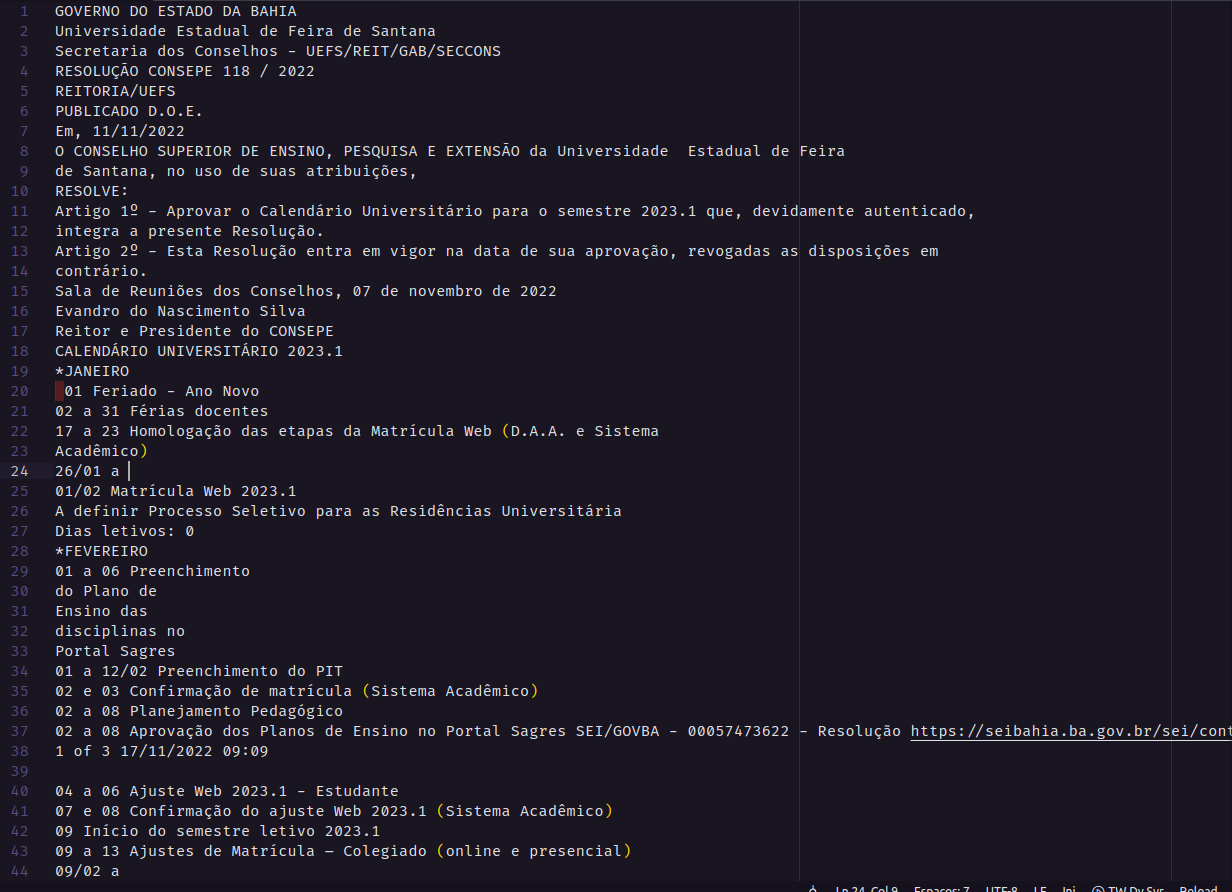 1 GOVERNO DO ESTADO DA BAHIA
2 Universidade Estadual de Feira de Santana
3 Secretaria dos Conselhos - UEFS/REIT/GAB/SECCONS
4 RESOLUÇÃO CONSEPE 118 / 2022
5 REITORIA/UEFS
6 PUBLICADO D.O.E.
7 Em, 11/11/2022
8 O CONSELHO SUPERIOR DE ENSINO, PESQUISA E EXTENSÃO da Universidade  Estadual de Feira
9 de Santana, no uso de suas atribuições,
10 RESOLVE:
11 Artigo 1º - Aprovar o Calendário Universitário para o semestre 2023.1 que, devidamente autenticado,
12 integra a presente Resolução.
13 Artigo 2º - Esta Resolução entra em vigor na data de sua aprovação, revogadas as disposições em
14 contrário.
15 Sala de Reuniões dos Conselhos, 07 de novembro de 2022
16 Evandro do Nascimento Silva
17 Reitor e Presidente do CONSEPE
18 CALENDÁRIO UNIVERSITÁRIO 2023.1
19 *JANEIRO
20 01 Feriado - Ano Novo
21 02 a 31 Férias docentes
22 17 a 23 Homologação das etapas da Matrícula Web (D.A.A. e Sistema
23 Acadêmico)
24 26/01 a
25 01/02 Matrícula Web 2023.1
26 A definir Processo Seletivo para as Residências Universitária
27 Dias letivos: 0
28 *FEVEREIRO
29 01 a 06 Preenchimento
30 do Plano de
31 Ensino das
32 disciplinas no
33 Portal Sagres
34 01 a 12/02 Preenchimento do PIT
35 02 e 03 Confirmação de matrícula (Sistema Acadêmico)
36 02 a 08 Planejamento Pedagógico
37 02 a 08 Aprovação dos Planos de Ensino no Portal Sagres SEI/GOVBA - 00057473622 - Resolução https://seibahia.ba.gov.br/sei/cont
38 1 of 3 17/11/2022 09:09
39
40 04 a 06 Ajuste Web 2023.1 - Estudante
41 07 e 08 Confirmação do ajuste Web 2023.1 (Sistema Acadêmico)
42 09 Início do semestre letivo 2023.1
43 09 a 13 Ajustes de Matrícula – Colegiado (online e presencial)
44 09/02 a
Ln 24, Col 9 Espaços: 7 UTF-8 LF Ini TW Dv Svr Reload